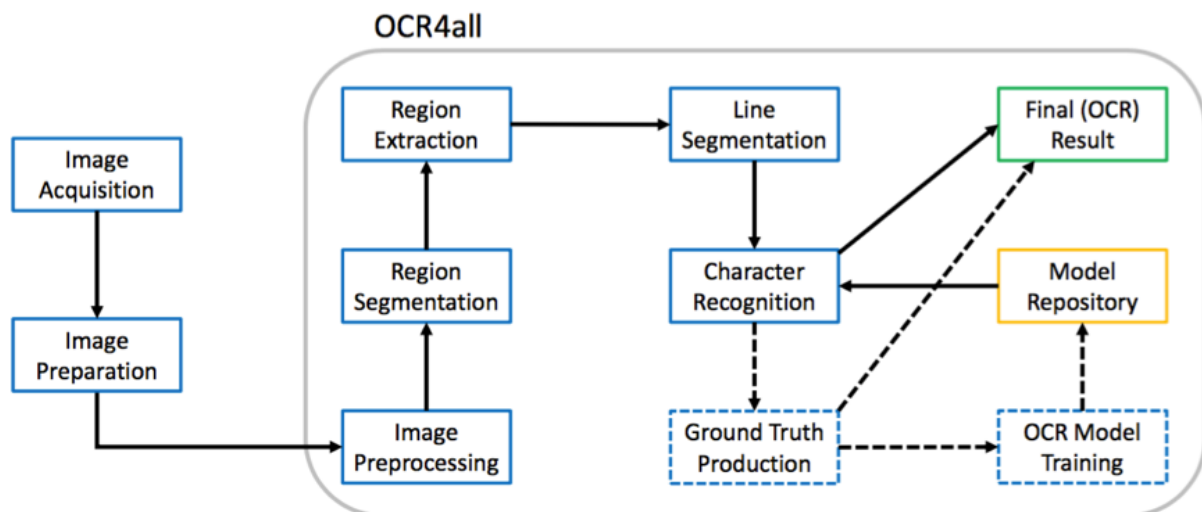 OCR4all
Image
Acquisition
Image
Preparation
Image
Preprocessing
Region
Segmentation
Region
Extraction
Line
Segmentation
Character
Recognition
Ground Truth
Production
OCR Model
Training
Model
Repository
Final (OCR)
Result